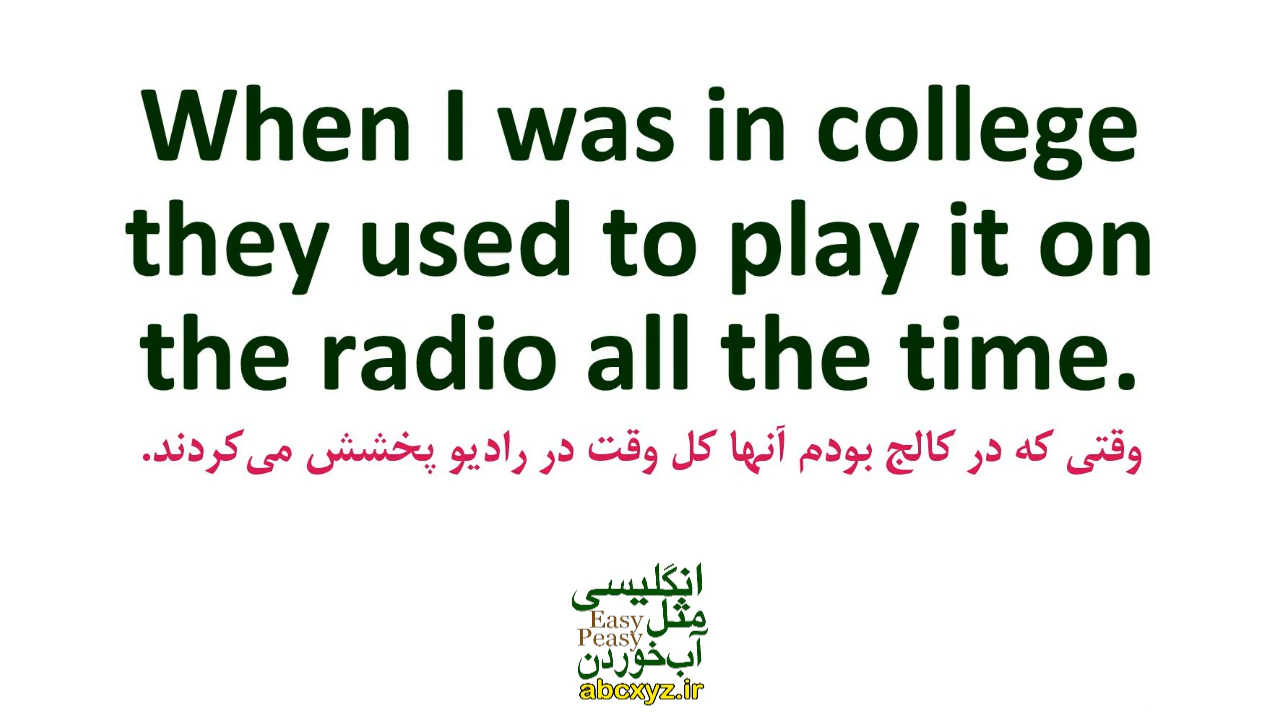 When I was in college
they used to play it on
the radio all the time.
وقتی که در کالج بودم آنها کل وقت در رادیو پخشش می‌کردند.
انگلیسی
مثل
Easy
Peasy
آب‌خوردن
abcxyz.ir